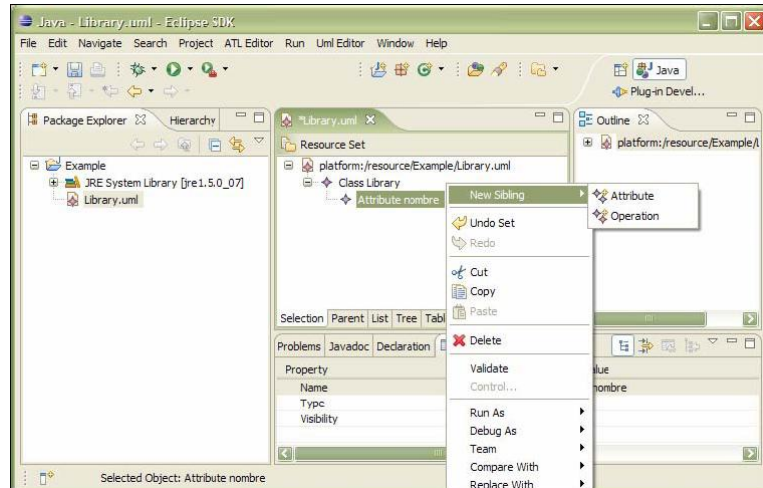 Java - Library.uml - Eclipse SDK
File Edit Navigate Search Project ATL Editor Run Uml Editor Window Help
Java
Plug-in Devel...
Package Explorer Hierarchy
*Library.uml
Outline
Resource Set
platform:/resource/Example/Library.uml
platform:/resource/Example/L
Example
JRE System Library [jre1.5.0_07]
Library.uml
Class Library
Attribute nombre
New Sibling
Attribute
Operation
Undo Set
Redo
Cut
Copy
Paste
Delete
Validate
Control...
Run As
Debug As
Team
Compare With
Replace With
Selection Parent List Tree Tabl
Problems Javadoc Declaration
Property
alue
Name
nombre
Type
Visibility
Selected Object: Attribute nombre